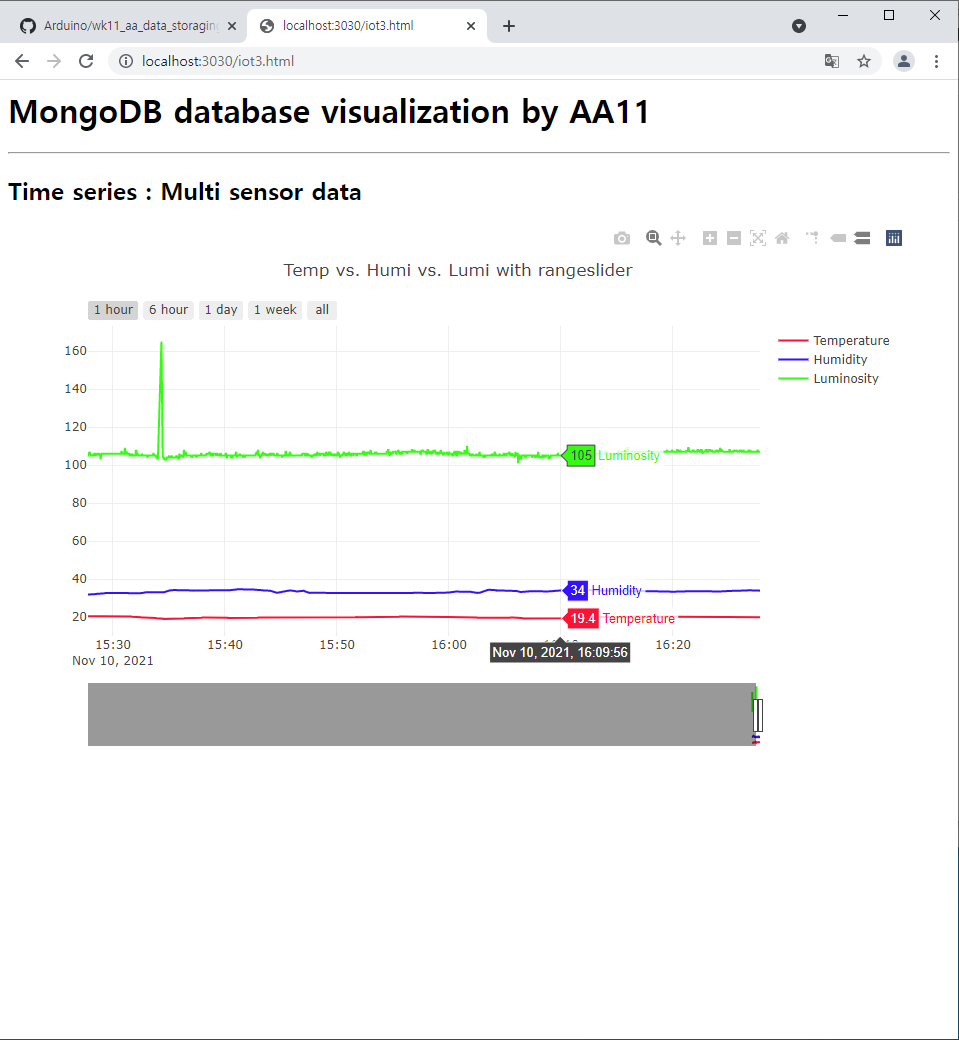 Arduino/wk11_aa_data_storaging
localhost:3030/iot3.html
localhost:3030/iot3.html
MongoDB database visualization by AA11
Time series : Multi sensor data
Temp vs. Humi vs. Lumi with rangeslider
1 hour 6 hour 1 day 1 week all
Temperature
Humidity
Luminosity
160
140
120
100
80
60
40
20
105 Luminosity
34 Humidity
19.4 Temperature
15:30 15:40 15:50 16:00 16:20
Nov 10, 2021
Nov 10, 2021, 16:09:56